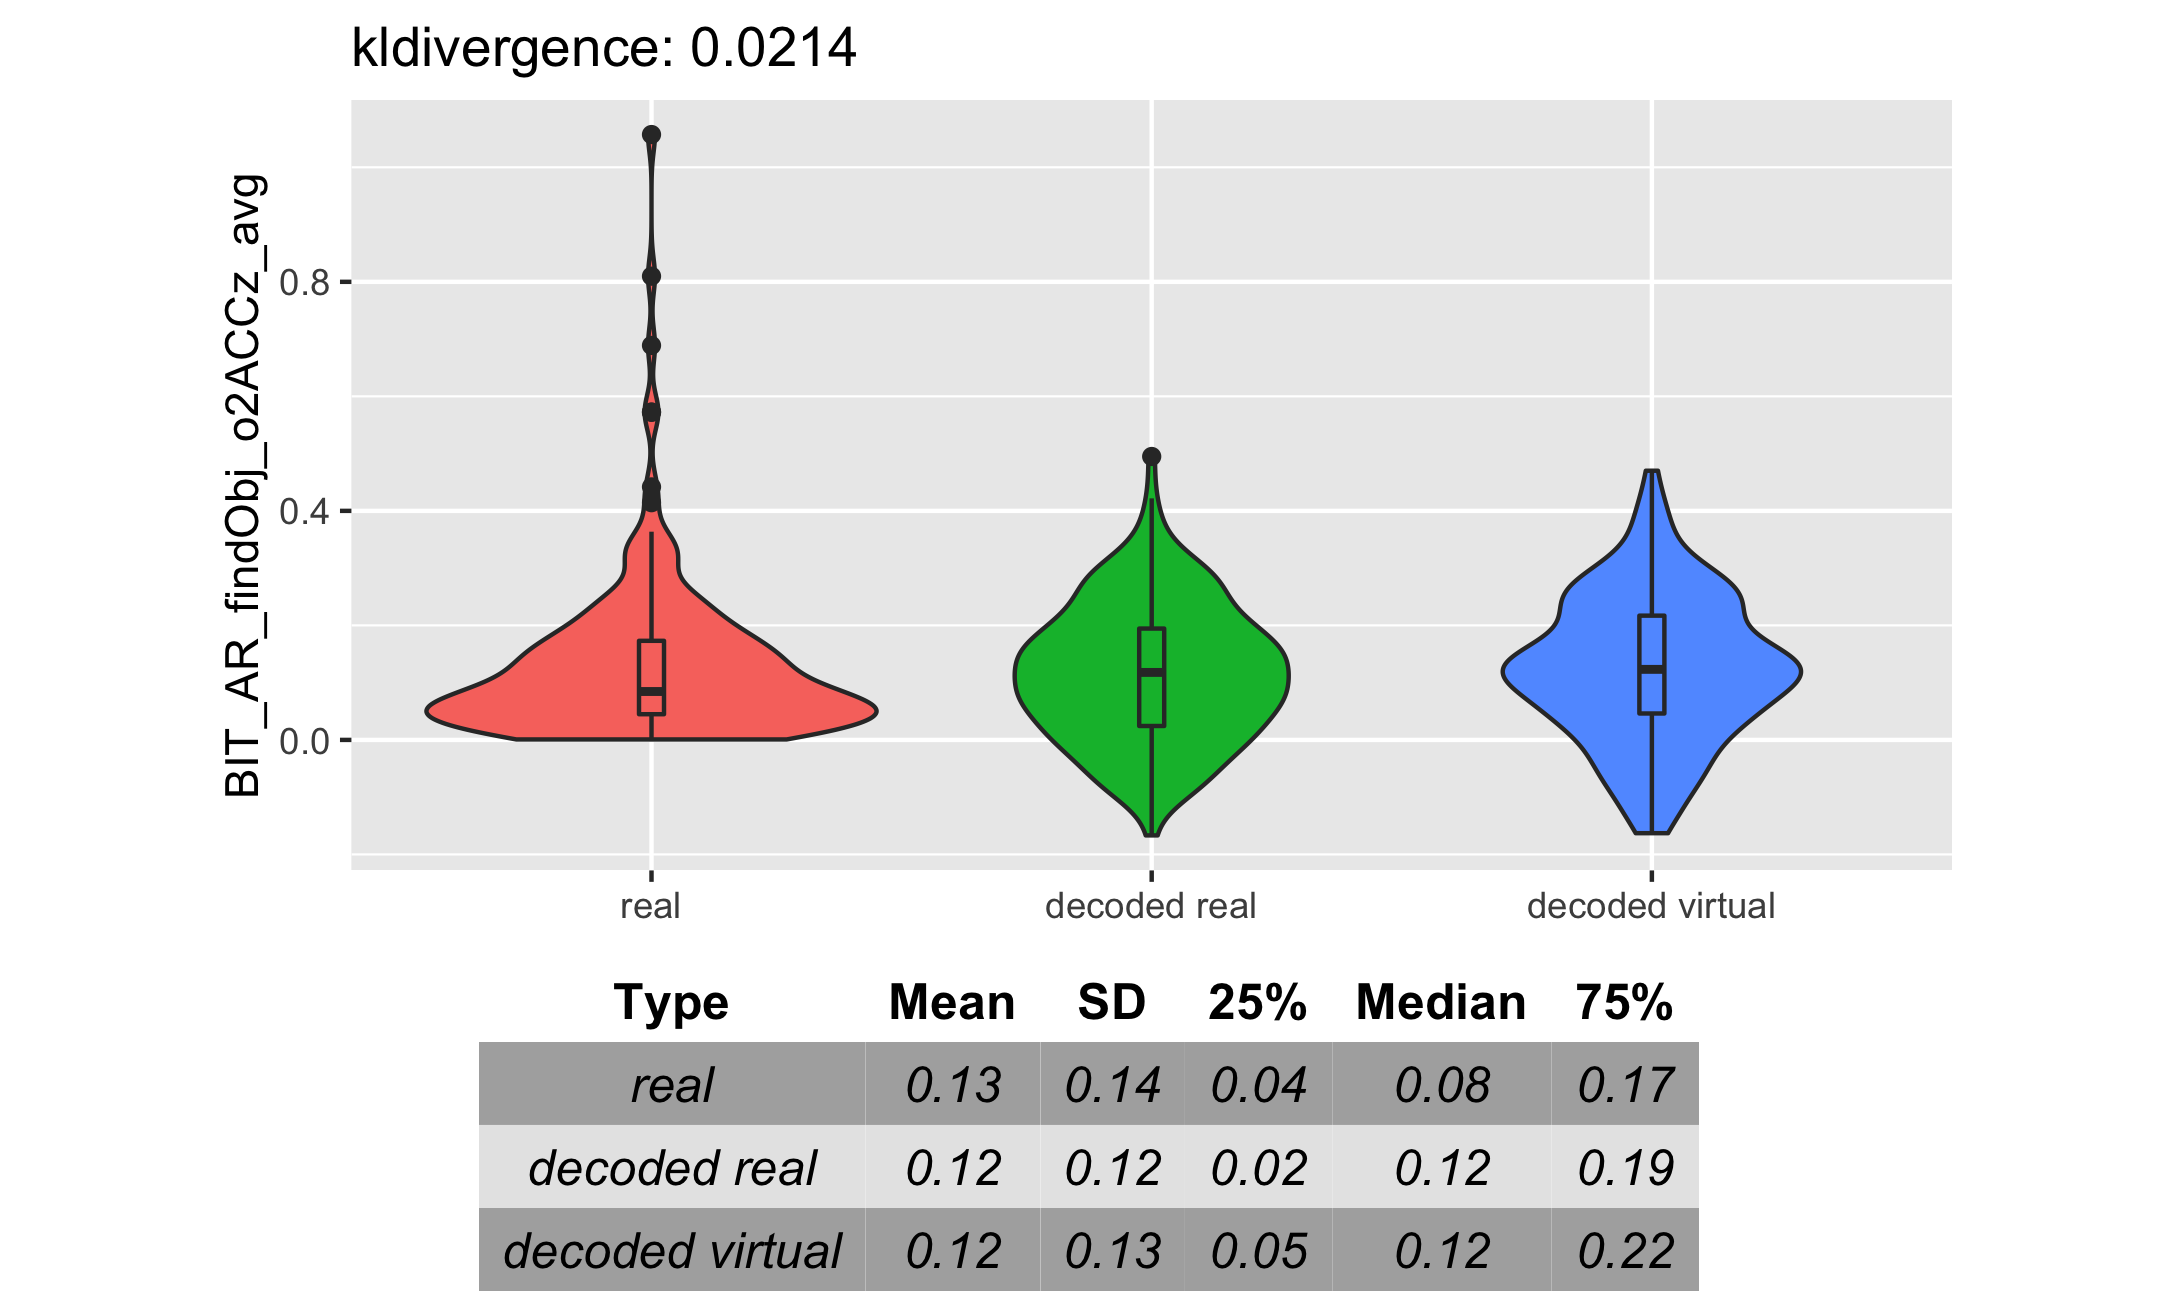 kldivergence: 0.0214
BIT_AR_findObj_o2ACCz_avg
0.8
0.4
0.0
real decoded real decoded virtual
Type Mean SD 25% Median 75%
real 0.13 0.14 0.04 0.08 0.17
decoded real 0.12 0.12 0.02 0.12 0.19
decoded virtual 0.12 0.13 0.05 0.12 0.22